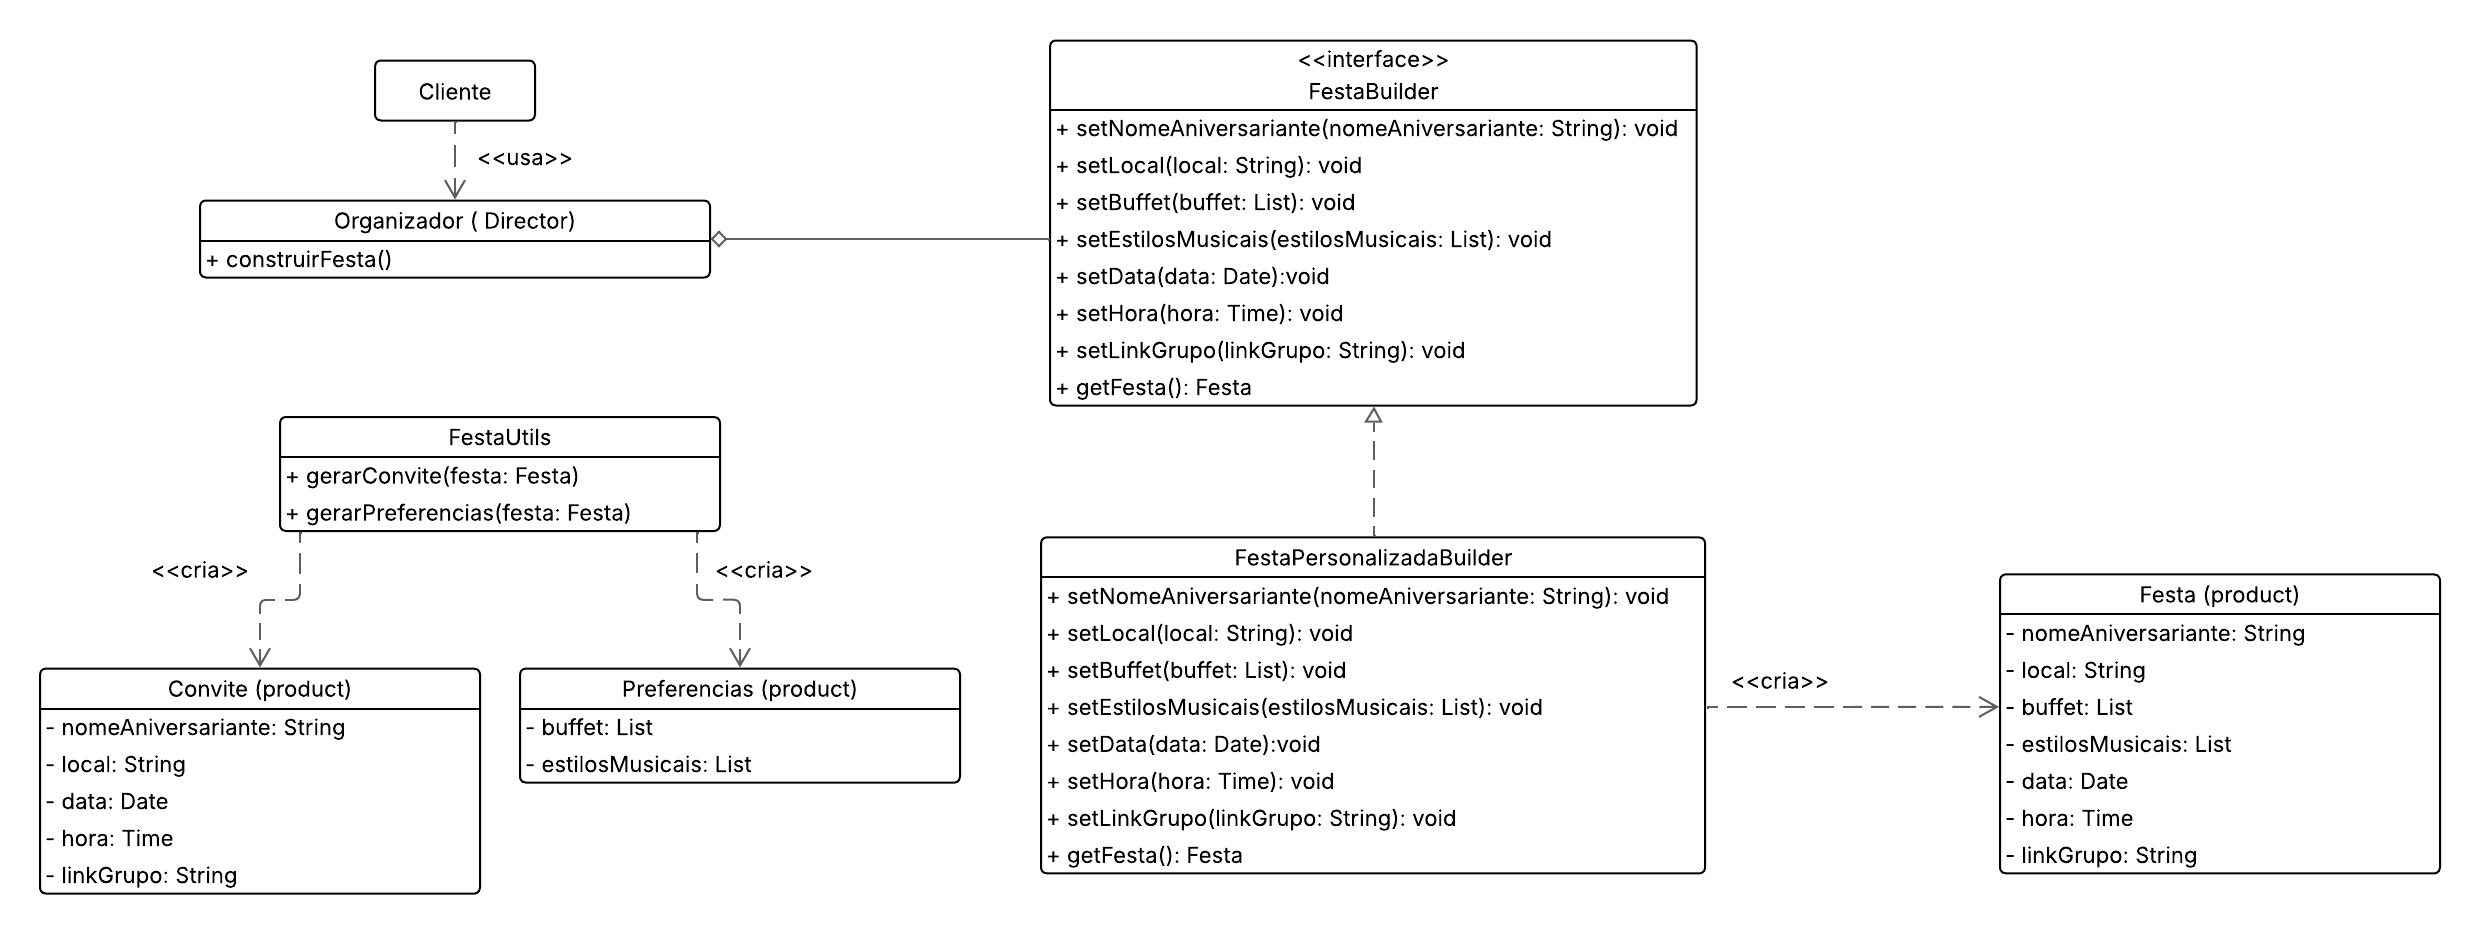 Cliente
<<usa>>
Organizador ( Director)
+ construirFesta()
<<interface>>
FestaBuilder
+ setNomeAniversariante(nomeAniversariante: String): void
+ setLocal(local: String): void
+ setBuffet(buffet: List): void
+ setEstilosMusicais(estilosMusicais: List): void
+ setData(data: Date):void
+ setHora(hora: Time): void
+ setLinkGrupo(linkGrupo: String): void
+ getFesta(): Festa
FestaUtils
+ gerarConvite(festa: Festa)
+ gerarPreferencias(festa: Festa)
<<cria>>
<<cria>>
Convite (product)
- nomeAniversariante: String
- local: String
- data: Date
- hora: Time
- linkGrupo: String
Preferencias (product)
- buffet: List
- estilosMusicais: List
FestaPersonalizadaBuilder
+ setNomeAniversariante(nomeAniversariante: String): void
+ setLocal(local: String): void
+ setBuffet(buffet: List): void
+ setEstilosMusicais(estilosMusicais: List): void
+ setData(data: Date):void
+ setHora(hora: Time): void
+ setLinkGrupo(linkGrupo: String): void
+ getFesta(): Festa
<<cria>>
Festa (product)
- nomeAniversariante: String
- local: String
- buffet: List
- estilosMusicais: List
- data: Date
- hora: Time
- linkGrupo: String